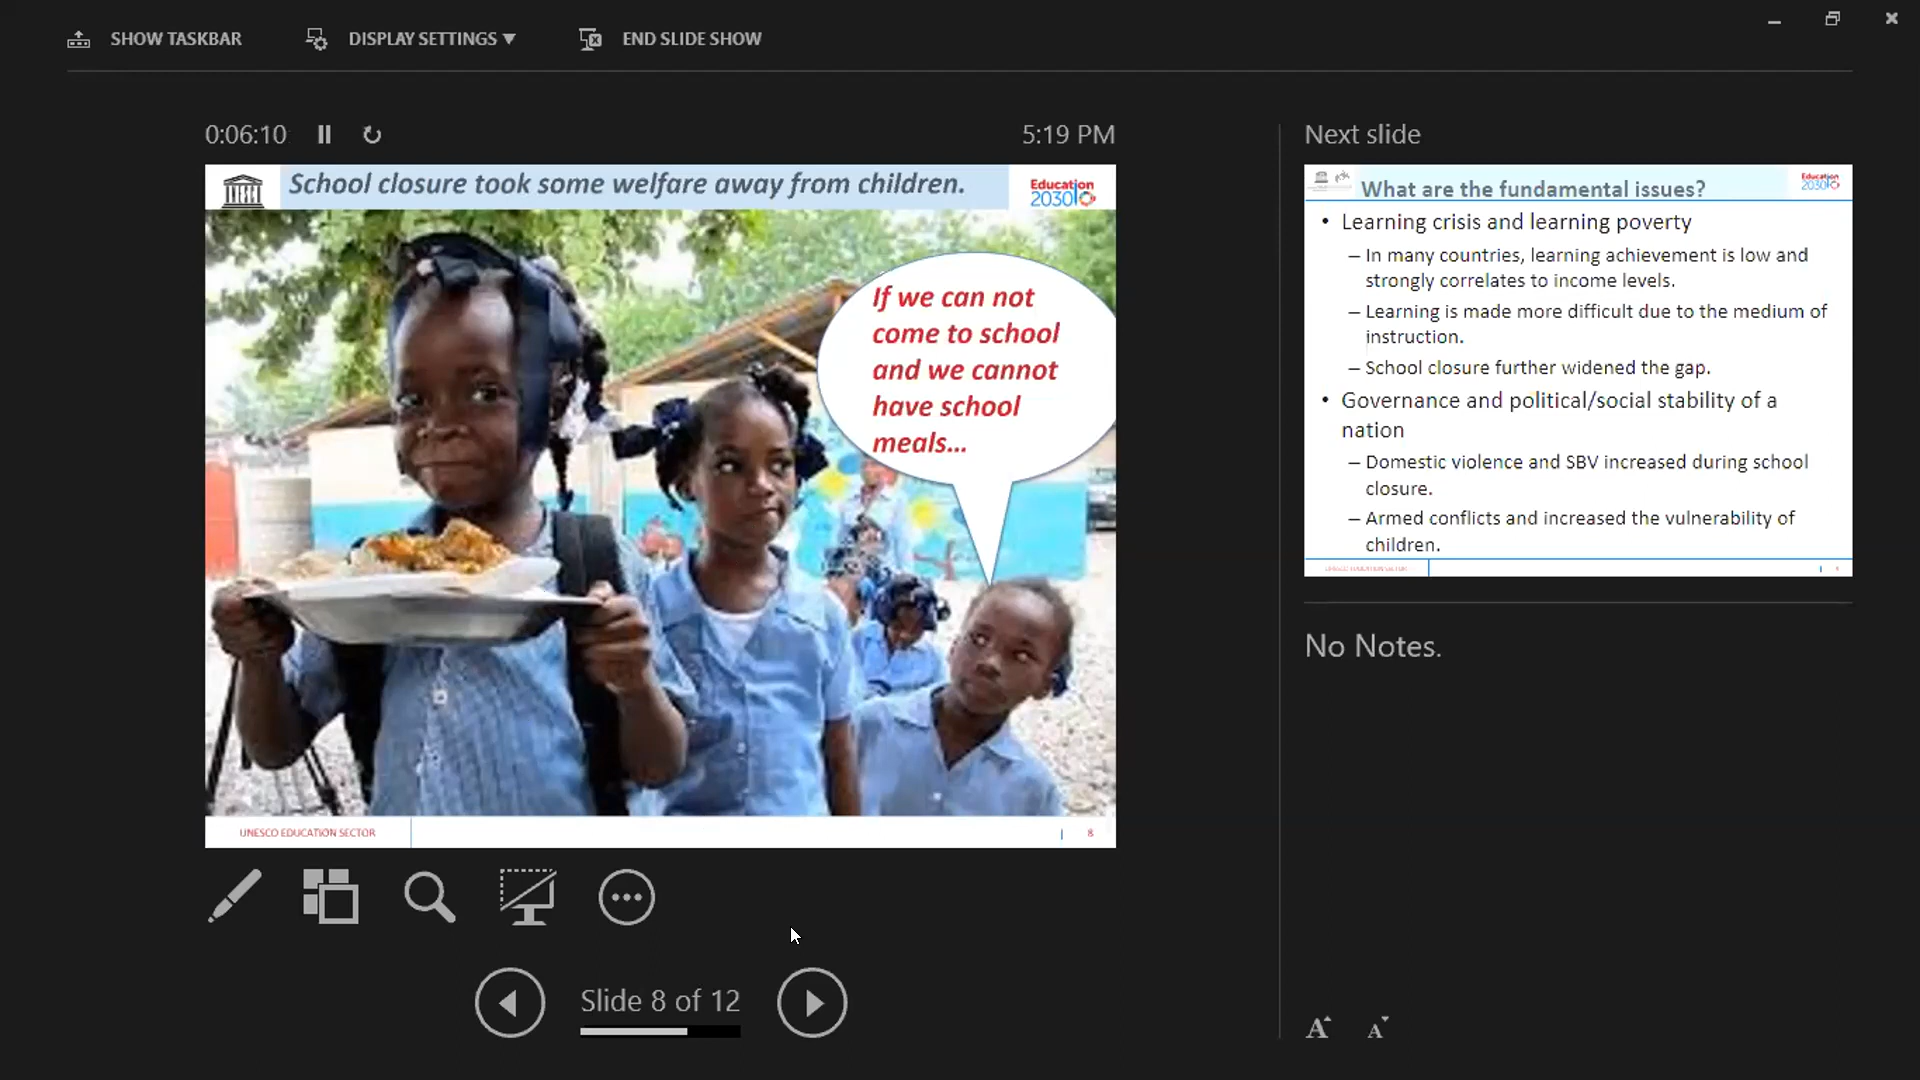 SHOW TASKBAR
DISPLAY SETTINGS
END SLIDE SHOW
0:06:10
5:19 PM
School closure took some welfare away from children.
Education
2030
If we can not
come to school
and we cannot
have school
meals...
UNESCO EDUCATION SECTOR
8
Next slide
What are the fundamental issues?
Education
2030
• Learning crisis and learning poverty
– In many countries, learning achievement is low and
strongly correlates to income levels.
– Learning is made more difficult due to the medium of
instruction.
– School closure further widened the gap.
• Governance and political/social stability of a
nation
– Domestic violence and SBV increased during school
closure.
– Armed conflicts and increased the vulnerability of
children.
UNESCO EDUCATION SECTOR
No Notes.
Slide 8 of 12
A A